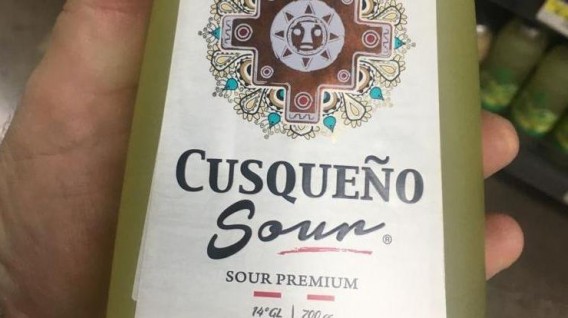 CUSQUEÑO
Sour®
SOUR PREMIUM
14°GL | 700 cc